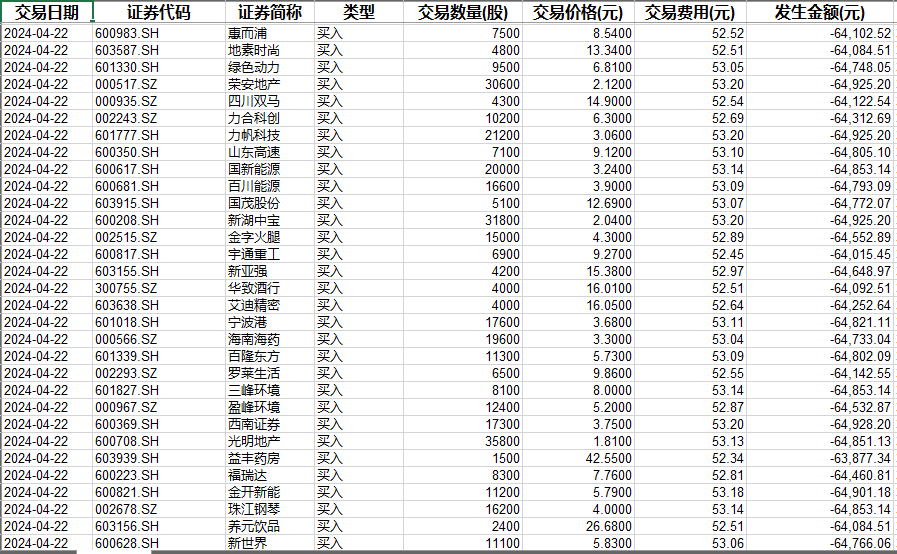 交易日期 证券代码 证券简称 类型 交易数量(股) 交易价格(元) 交易费用(元) 发生金额(元)
2024-04-22 600983.SH 惠而浦 买入 7500 8.5400 52.52 -64,102.52
2024-04-22 603587.SH 地素时尚 买入 4800 13.3400 52.51 -64,084.51
2024-04-22 601330.SH 绿色动力 买入 9500 6.8100 53.05 -64,748.05
2024-04-22 000517.SZ 荣安地产 买入 30600 2.1200 53.20 -64,925.20
2024-04-22 000935.SZ 四川双马 买入 4300 14.9000 52.54 -64,122.54
2024-04-22 002243.SZ 力合科创 买入 10200 6.3000 52.69 -64,312.69
2024-04-22 601777.SH 力帆科技 买入 21200 3.0600 53.20 -64,925.20
2024-04-22 600350.SH 山东高速 买入 7100 9.1200 53.10 -64,805.10
2024-04-22 600617.SH 国新能源 买入 20000 3.2400 53.14 -64,853.14
2024-04-22 600681.SH 百川能源 买入 16600 3.9000 53.09 -64,793.09
2024-04-22 603915.SH 国茂股份 买入 5100 12.6900 53.07 -64,772.07
2024-04-22 600208.SH 新湖中宝 买入 31800 2.0400 53.20 -64,925.20
2024-04-22 002515.SZ 金字火腿 买入 15000 4.3000 52.89 -64,552.89
2024-04-22 600817.SH 宇通重工 买入 6900 9.2700 52.45 -64,015.45
2024-04-22 603155.SH 新亚强 买入 4200 15.3800 52.97 -64,648.97
2024-04-22 300755.SZ 华致酒行 买入 4000 16.0100 52.51 -64,092.51
2024-04-22 603638.SH 艾迪精密 买入 4000 16.0500 52.64 -64,252.64
2024-04-22 601018.SH 宁波港 买入 17600 3.6800 53.11 -64,821.11
2024-04-22 000566.SZ 海南海药 买入 19600 3.3000 53.04 -64,733.04
2024-04-22 601339.SH 百隆东方 买入 11300 5.7300 53.09 -64,802.09
2024-04-22 002293.SZ 罗莱生活 买入 6500 9.8600 52.55 -64,142.55
2024-04-22 601827.SH 三峰环境 买入 8100 8.0000 53.14 -64,853.14
2024-04-22 000967.SZ 盈峰环境 买入 12400 5.2000 52.87 -64,532.87
2024-04-22 600369.SH 西南证券 买入 17300 3.7500 53.20 -64,928.20
2024-04-22 600708.SH 光明地产 买入 35800 1.8100 53.13 -64,851.13
2024-04-22 603939.SH 益丰药房 买入 1500 42.5500 52.34 -63,877.34
2024-04-22 600223.SH 福瑞达 买入 8300 7.7600 52.81 -64,460.81
2024-04-22 600821.SH 金开新能 买入 11200 5.7900 53.18 -64,901.18
2024-04-22 002678.SZ 珠江钢琴 买入 16200 4.0000 53.14 -64,853.14
2024-04-22 603156.SH 养元饮品 买入 2400 26.6800 52.51 -64,084.51
2024-04-22 600628.SH 新世界 买入 11100 5.8300 53.06 -64,766.06